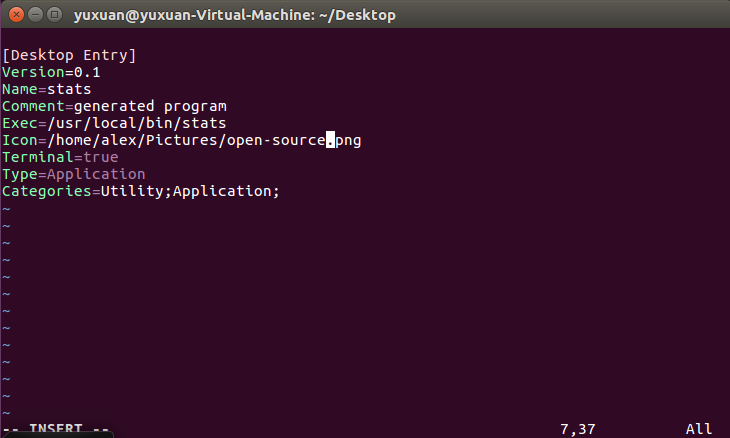 yuxuan@yuxuan-Virtual-Machine: ~/Desktop
[Desktop Entry]
Version=0.1
Name=stats
Comment=generated program
Exec=/usr/local/bin/stats
Icon=/home/alex/Pictures/open-source.png
Terminal=true
Type=Application
Categories=Utility;Application;
~
~
~
~
~
~
~
~
~
~
~
~
~
-- INSERT -- 7,37 All